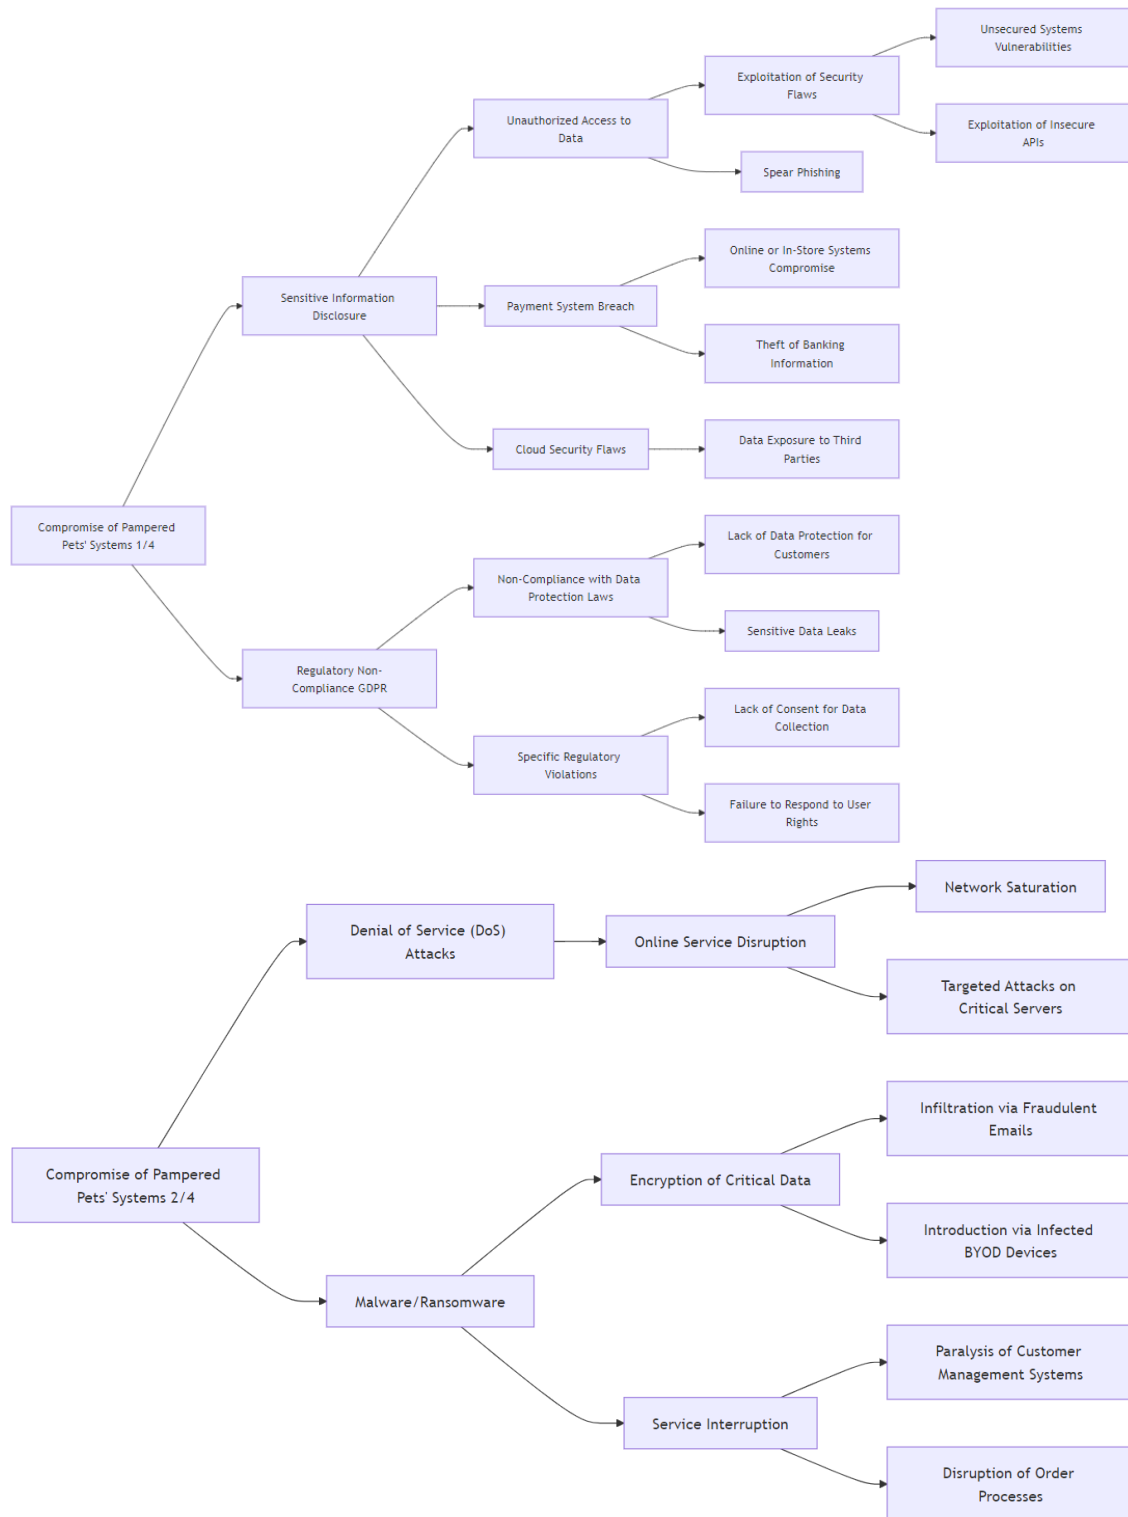 Unsecured Systems
Vulnerabilities
Exploitation of Security
Flaws
Exploitation of Insecure
APIs
Unauthorized Access to
Data
Spear Phishing
Online or In-Store Systems
Compromise
Sensitive Information
Disclosure
Payment System Breach
Theft of Banking
Information
Cloud Security Flaws
Data Exposure to Third
Parties
Compromise of Pampered
Pets' Systems 1/4
Lack of Data Protection for
Customers
Non-Compliance with Data
Protection Laws
Sensitive Data Leaks
Regulatory Non-
Compliance GDPR
Lack of Consent for Data
Collection
Specific Regulatory
Violations
Failure to Respond to User
Rights
Network Saturation
Denial of Service (DoS)
Attacks
Online Service Disruption
Targeted Attacks on
Critical Servers
Infiltration via Fraudulent
Emails
Compromise of Pampered
Pets' Systems 2/4
Encryption of Critical Data
Introduction via Infected
BYOD Devices
Malware/Ransomware
Paralysis of Customer
Management Systems
Service Interruption
Disruption of Order
Processes